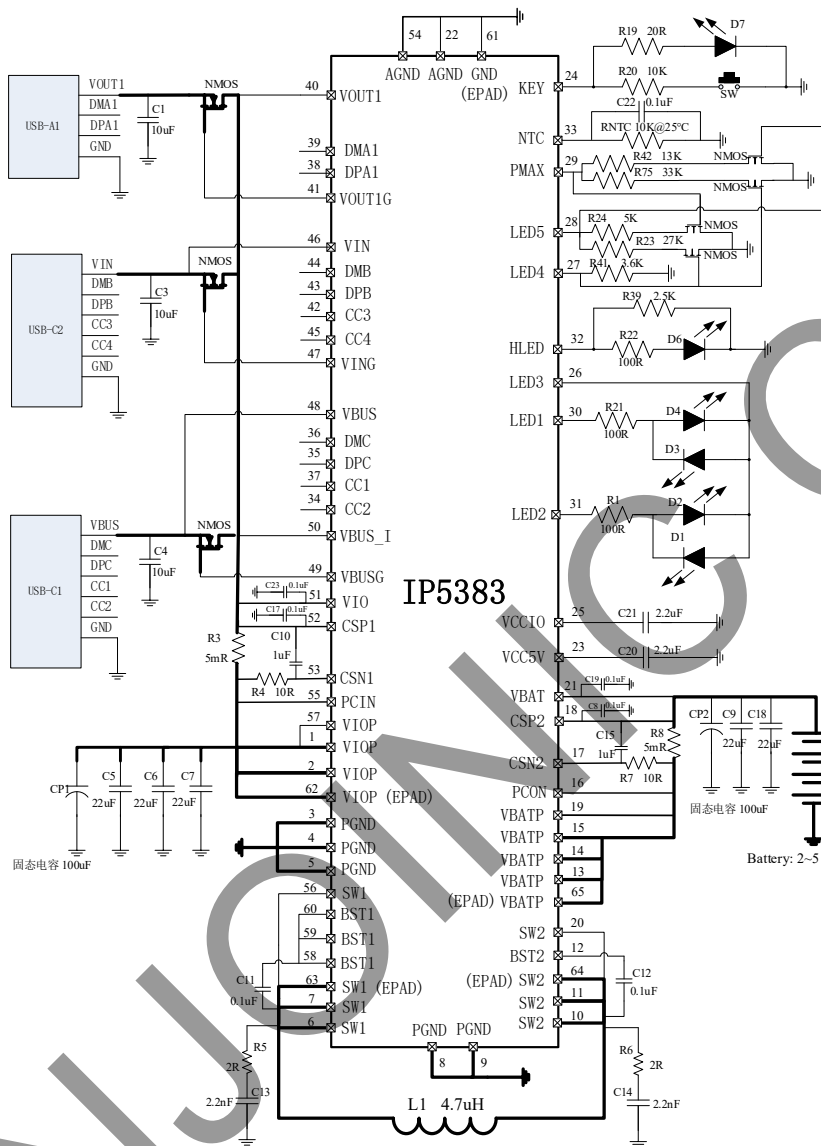 54
22
61
AGND
AGND
GND
(EPAD)
R19 20R
D7
R20 10K
SW
24
KEY
C22 0.1uF
RNTC 10K@25°C
33
NTC
29
PMAX
R42 13K
R75 33K
NMOS
NMOS
28
LED5
R24 5K
R23 27K
NMOS
NMOS
27
LED4
R41 3.6K
R39 2.5K
32
HLED
R22
100R
D6
26
LED3
30
LED1
R21
100R
D4
D3
31
LED2
R1
100R
D2
D1
IP5383
25
VCCIO
C21 2.2uF
23
VCC5V
C20 2.2uF
21
VBAT
C19 0.1uF
18
CSP2
C8 0.1uF
C15
1uF
R8
5mR
CP2
C9
22uF
C18
22uF
固态电容 100uF
17
CSN2
R7 10R
16
PCON
19
VBATP
15
VBATP
14
VBATP
13
VBATP
65
(EPAD) VBATP
Battery: 2~5
20
SW2
12
BST2
64
(EPAD) SW2
11
SW2
10
SW2
C12
0.1uF
R6
2R
C14
2.2nF
USB-A1
VOUT1
DMA1
DPA1
GND
C1
10uF
NMOS
40
VOUT1
39
DMA1
38
DPA1
41
VOUT1G
USB-C2
VIN
DMB
DPB
CC3
CC4
GND
C3
10uF
NMOS
46
VIN
44
DMB
43
DPB
42
CC3
45
CC4
47
VING
48
VBUS
36
DMC
35
DPC
37
CC1
34
CC2
50
VBUS_I
49
VBUSG
USB-C1
VBUS
DMC
DPC
CC1
CC2
GND
C4
10uF
NMOS
C23 0.1uF
51
VIO
C17 0.1uF
52
CSP1
R3
5mR
C10
1uF
53
CSN1
R4 10R
55
PCIN
57
1
VIOP
2
VIOP
62
VIOP (EPAD)
CP1
C5
22uF
C6
22uF
C7
22uF
固态电容 100uF
3
PGND
4
PGND
5
PGND
56
SW1
60
BST1
59
BST1
58
BST1
63
SW1 (EPAD)
7
SW1
6
SW1
C11
0.1uF
R5
2R
C13
2.2nF
PGND PGND
8
9
L1 4.7uH
INJOINIC CO